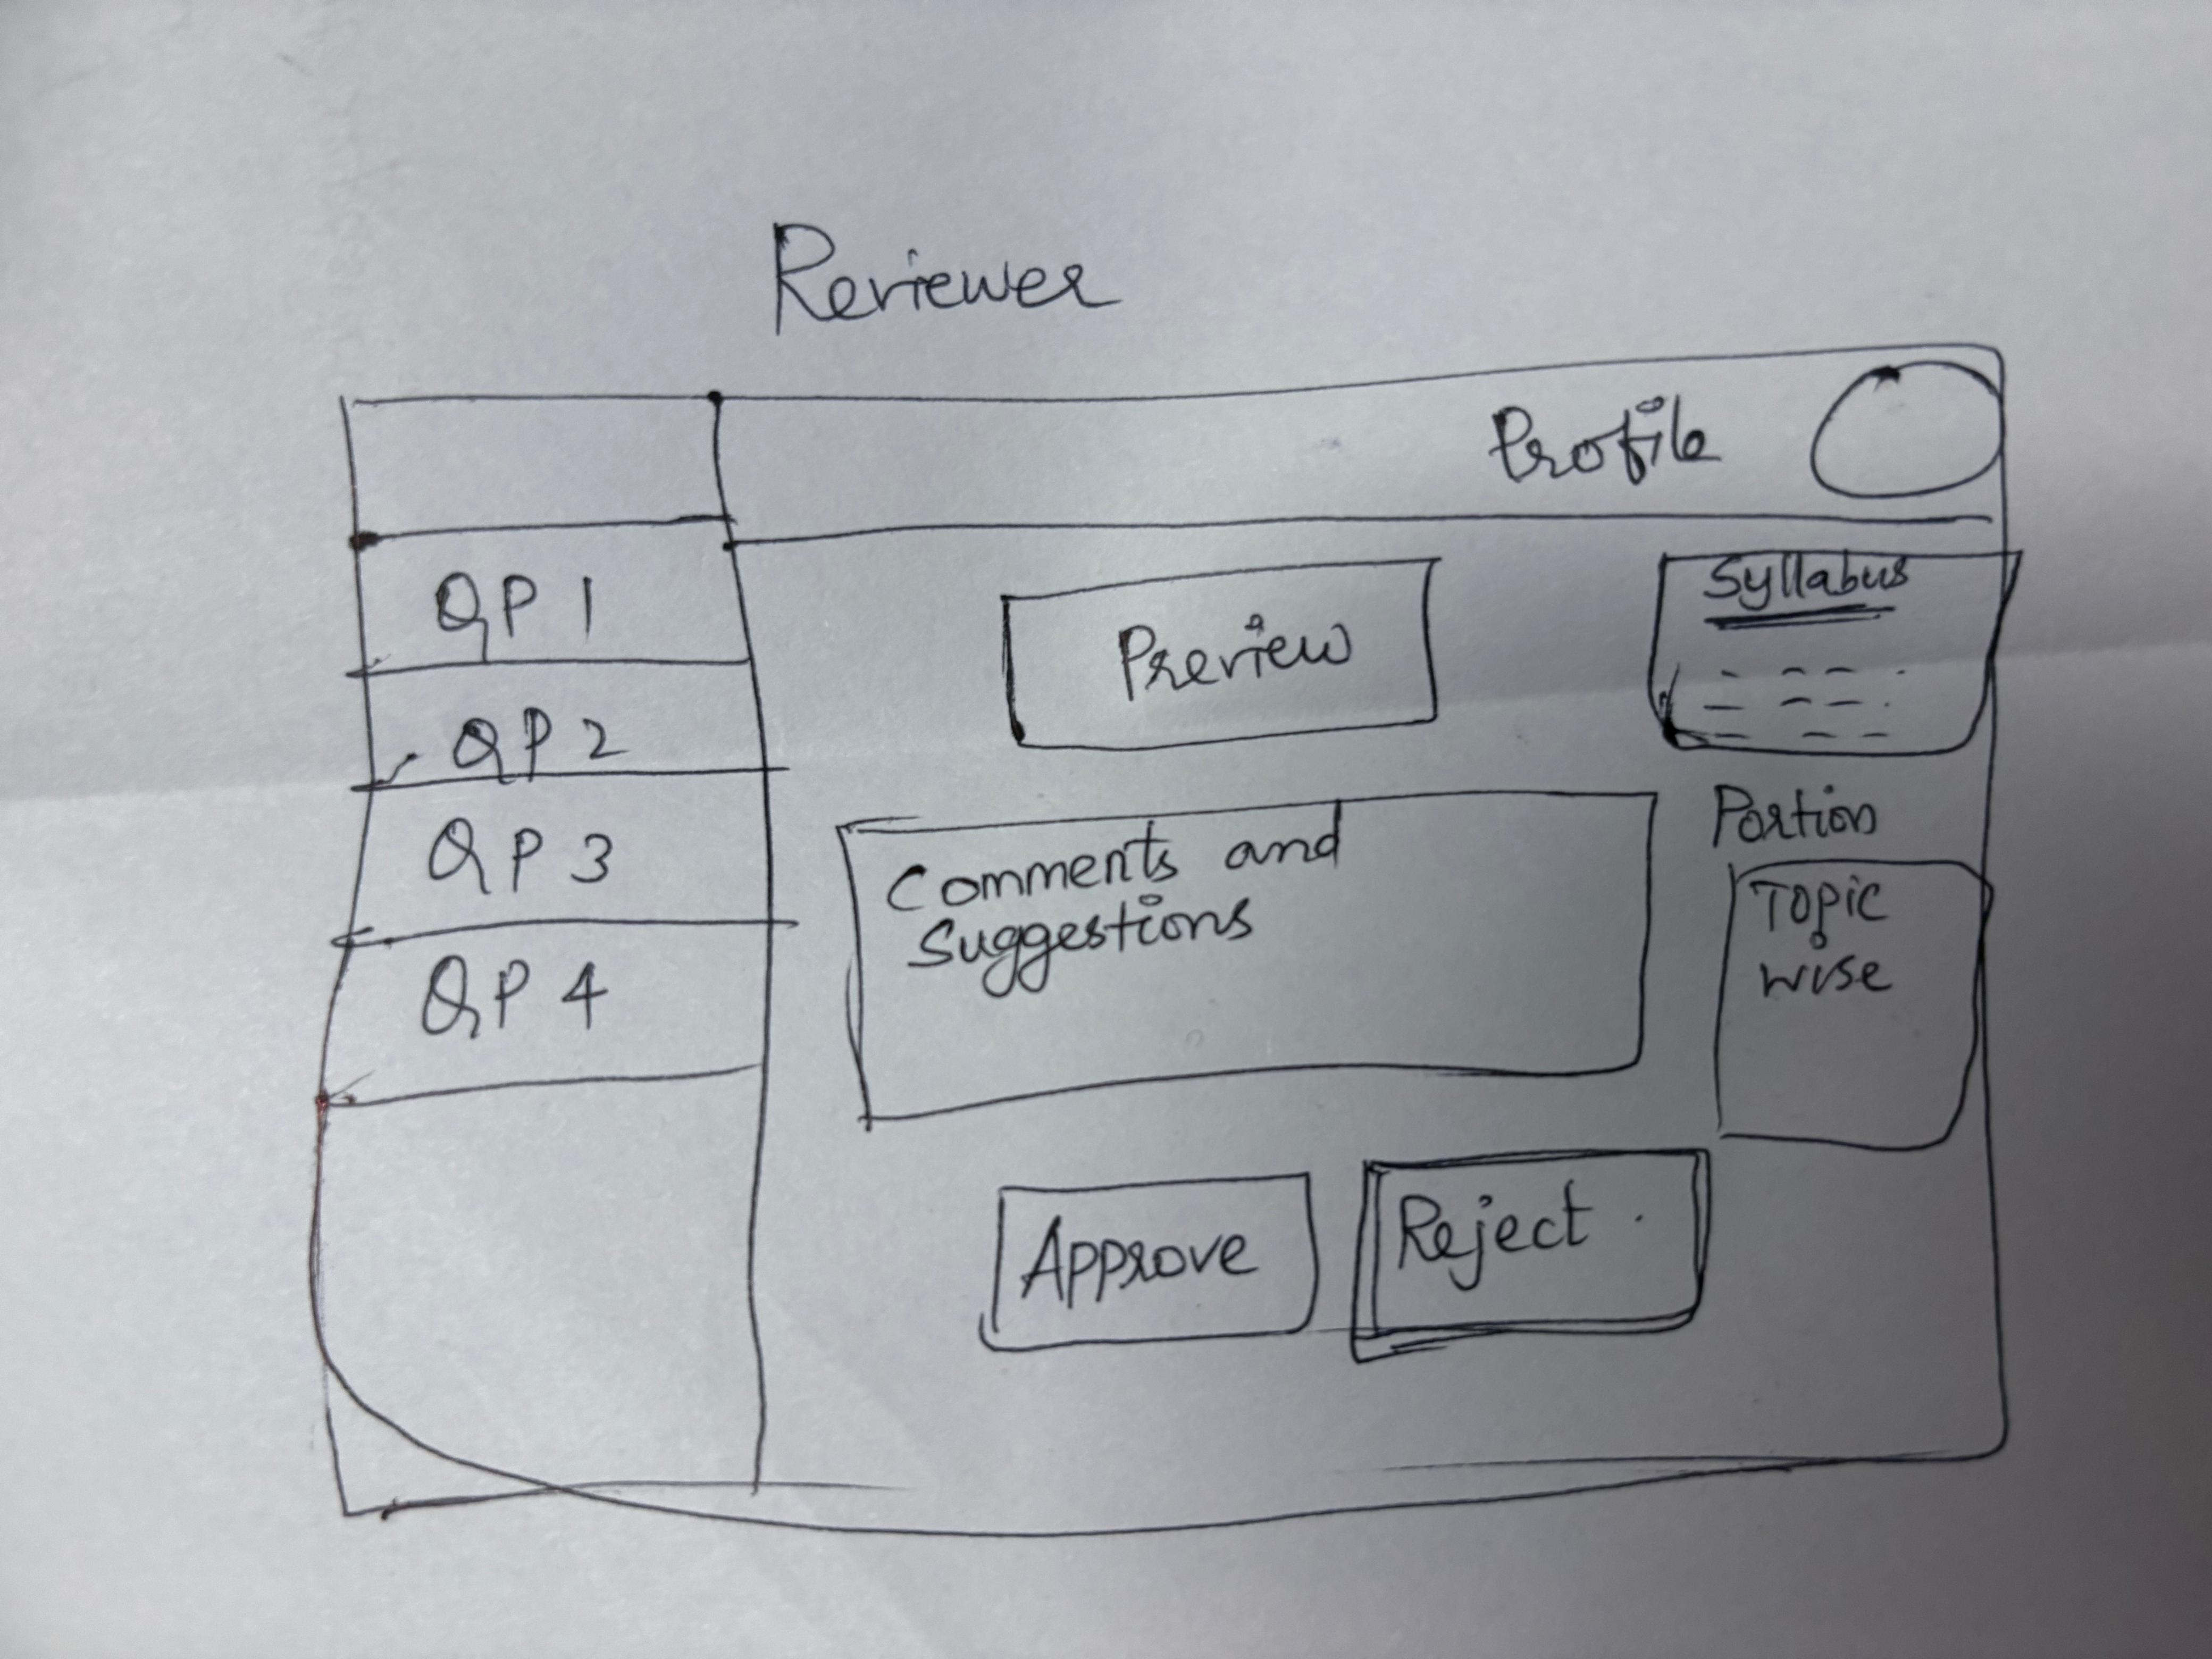 Reviewer
Profile
QP 1
QP 2
QP 3
QP 4
Preview
Syllabus
Comments and
Suggestions
Portion
Topic
wise
Approve
Reject